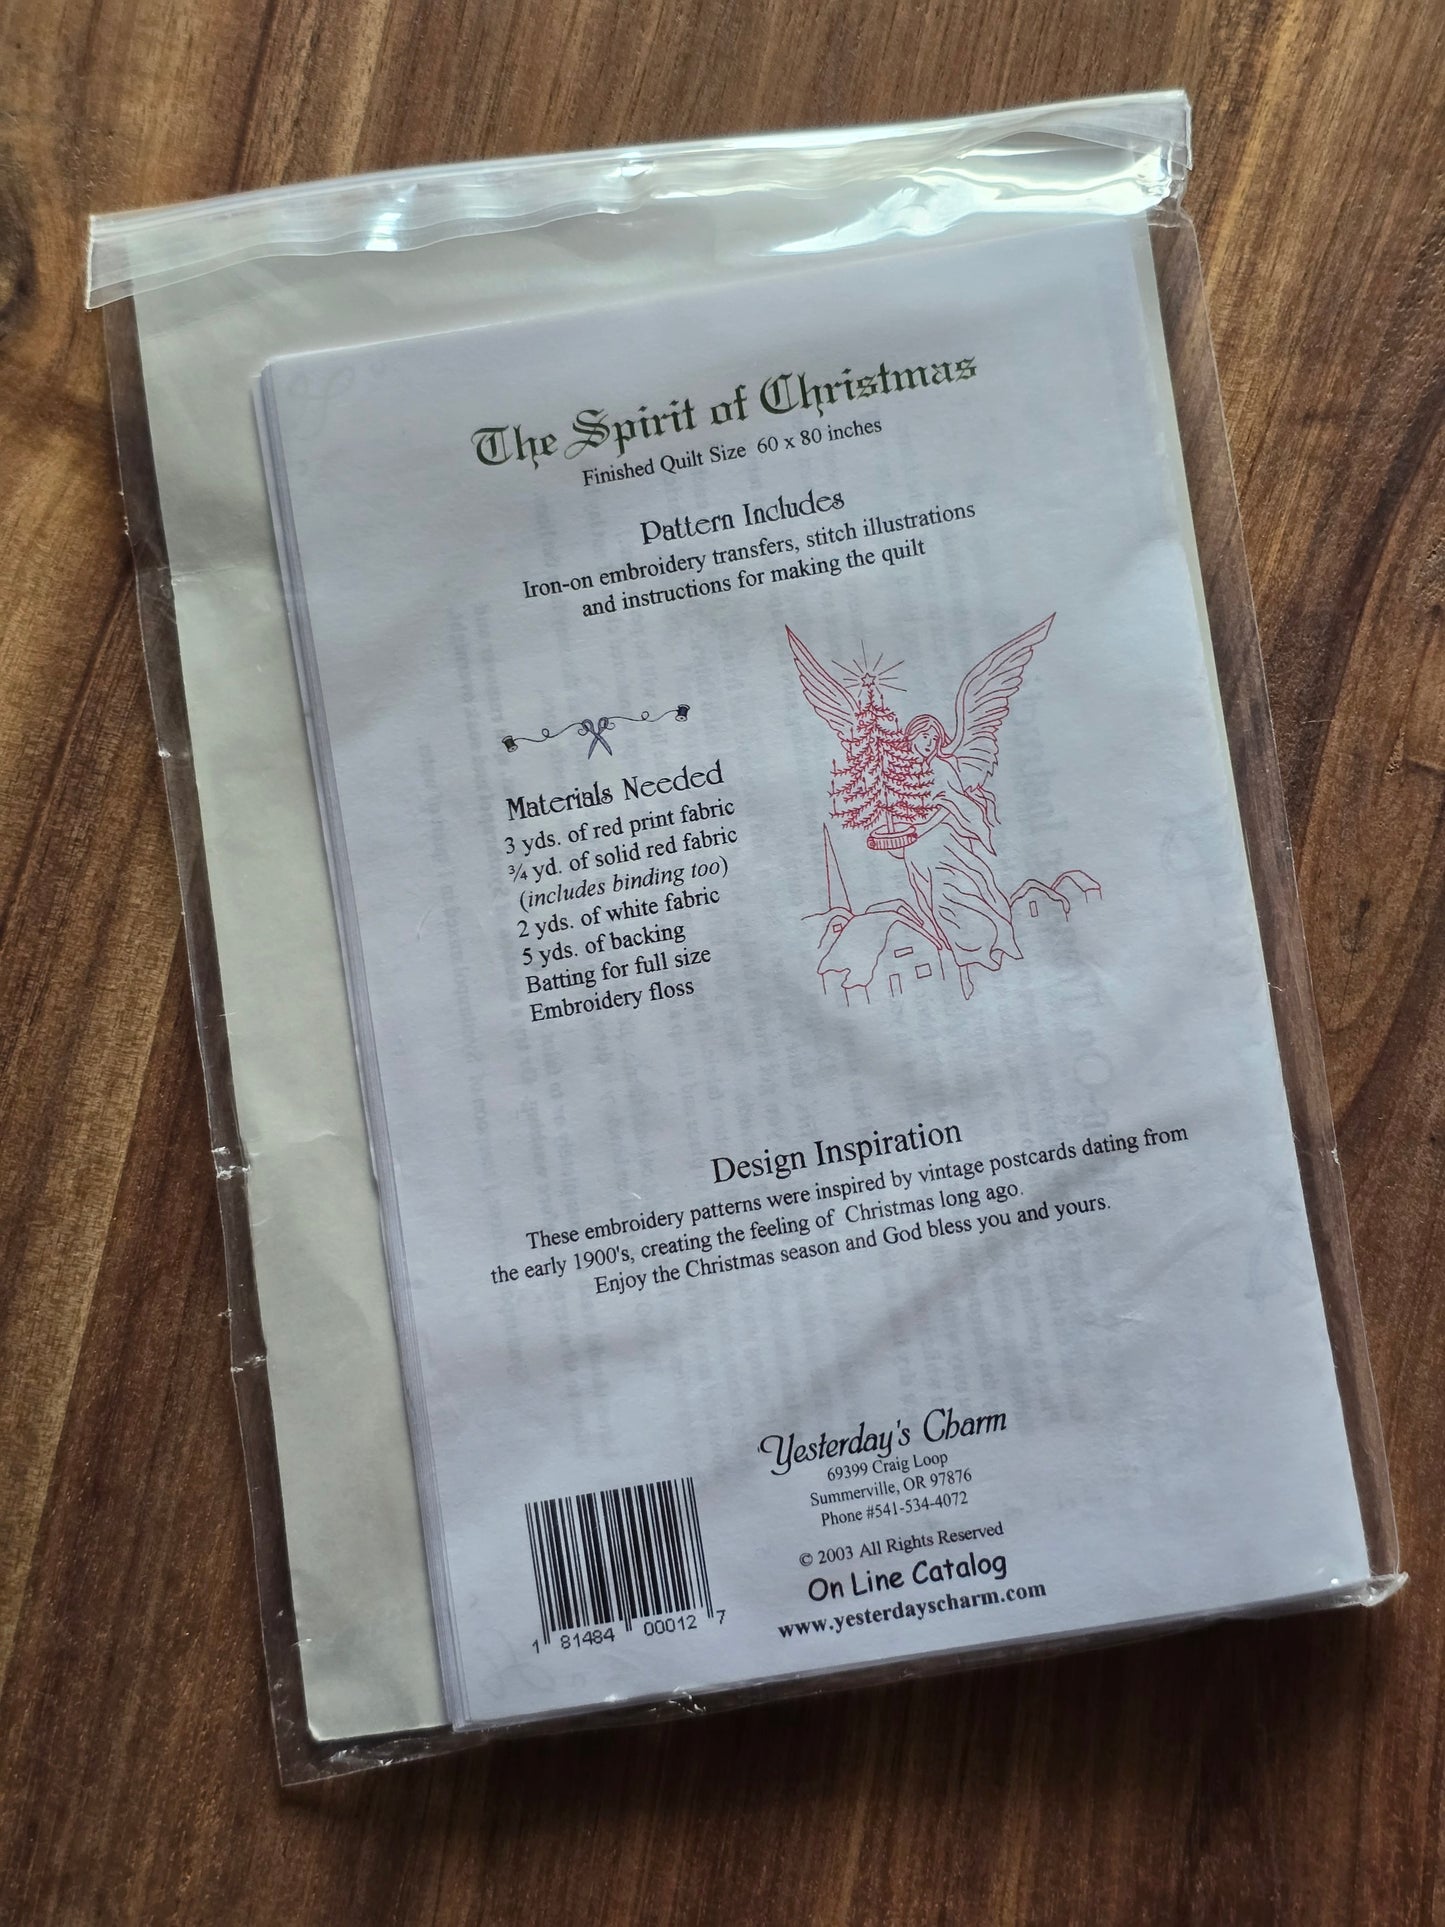 The Spirit of Christmas
Finished Quilt Size 60 x 80 inches
Pattern Includes
Iron-on embroidery transfers, stitch illustrations
and instructions for making the quilt
Materials Needed
3 yds. of red print fabric
¾ yd. of solid red fabric
(includes binding too)
2 yds. of white fabric
5 yds. of backing
Batting for full size
Embroidery floss
Design Inspiration
These embroidery patterns were inspired by vintage postcards dating from
the early 1900's, creating the feeling of Christmas long ago.
Enjoy the Christmas season and God bless you and yours.
Yesterday's Charm
69399 Craig Loop
Summerville, OR 97876
Phone #541-534-4072
© 2003 All Rights Reserved
On Line Catalog
www.yesterdayscharm.com
1 81484 00012 7